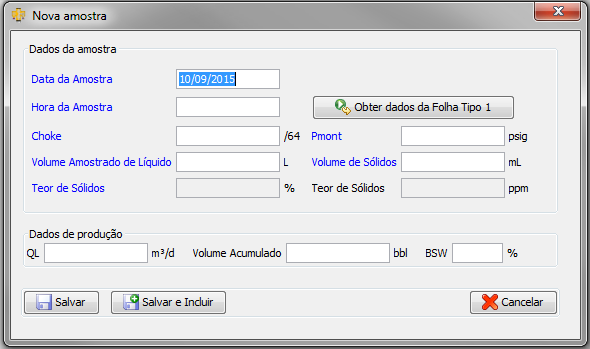 Nova amostra
Dados da amostra
Data da Amostra 10/09/2015
Hora da Amostra Obter dados da Folha Tipo 1
Choke /64 Pmont psig
Volume Amostrado de Líquido L Volume de Sólidos mL
Teor de Sólidos % Teor de Sólidos ppm
Dados de produção
QL m³/d Volume Acumulado bbl BSW %
Salvar Salvar e Incluir Cancelar